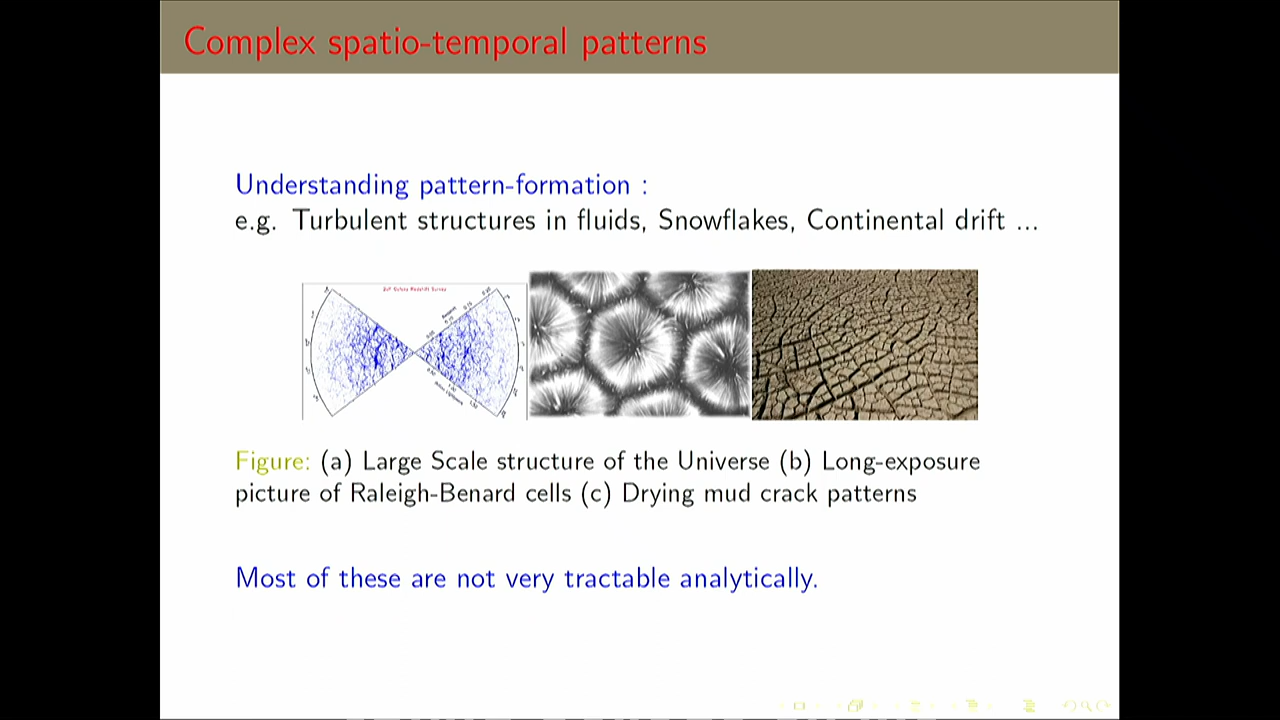 Complex spatio-temporal patterns
Understanding pattern-formation :
e.g. Turbulent structures in fluids, Snowflakes, Continental drift ...
Figure: (a) Large Scale structure of the Universe (b) Long-exposure
picture of Raleigh-Benard cells (c) Drying mud crack patterns
Most of these are not very tractable analytically.